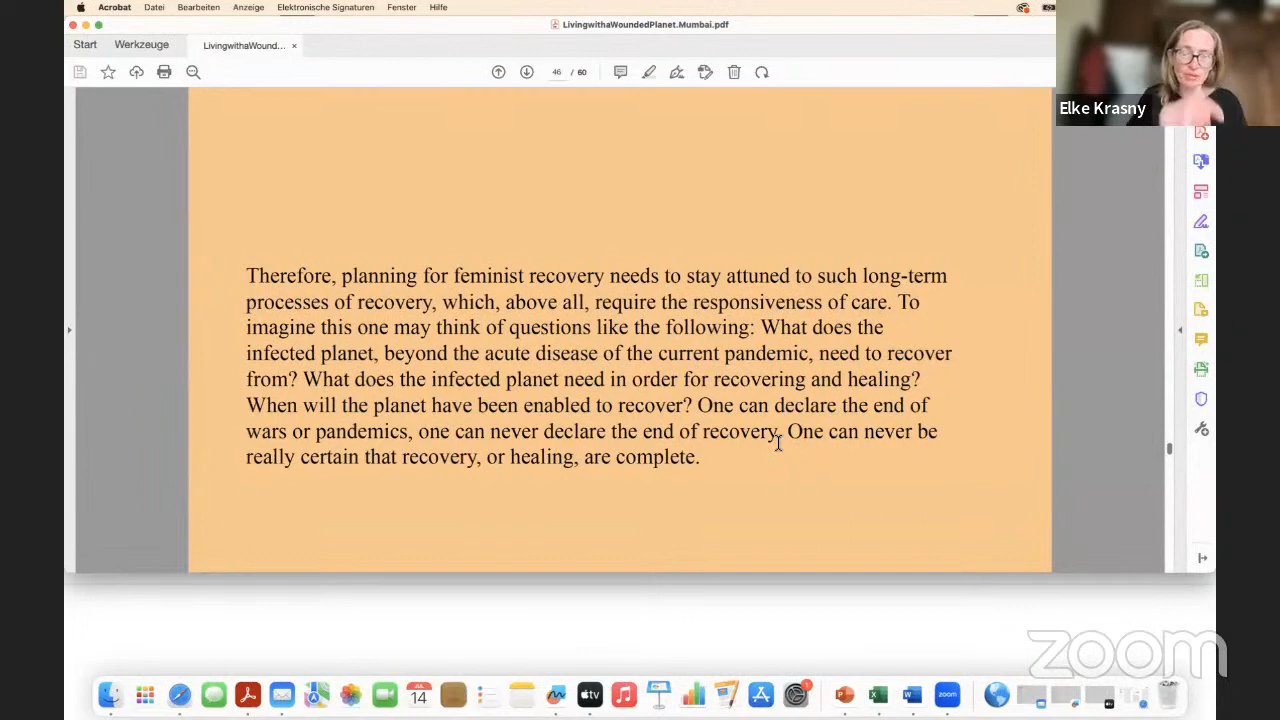 Acrobat Datei Bearbeiten Anzeige Elektronische Signaturen Fenster Hilfe
LivingwithaWoundedPlanet.Mumbai.pdf
Start Werkzeuge LivingwithaWound... ×
46 / 60
Elke Krasny
Therefore, planning for feminist recovery needs to stay attuned to such long-term
processes of recovery, which, above all, require the responsiveness of care. To
imagine this one may think of questions like the following: What does the
infected planet, beyond the acute disease of the current pandemic, need to recover
from? What does the infected planet need in order for recovering and healing?
When will the planet have been enabled to recover? One can declare the end of
wars or pandemics, one can never declare the end of recovery. One can never be
really certain that recovery, or healing, are complete.
zoom
JUL
14
tv
zoom